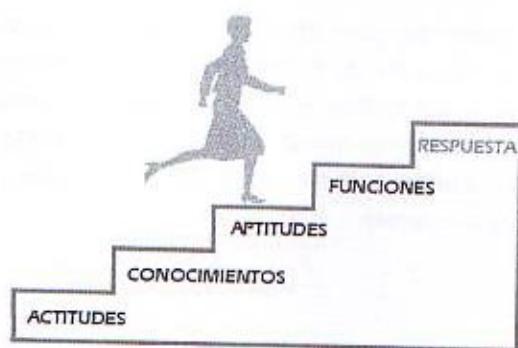 RESPUESTA
FUNCIONES
APTITUDES
CONOCIMIENTOS
ACTITUDES